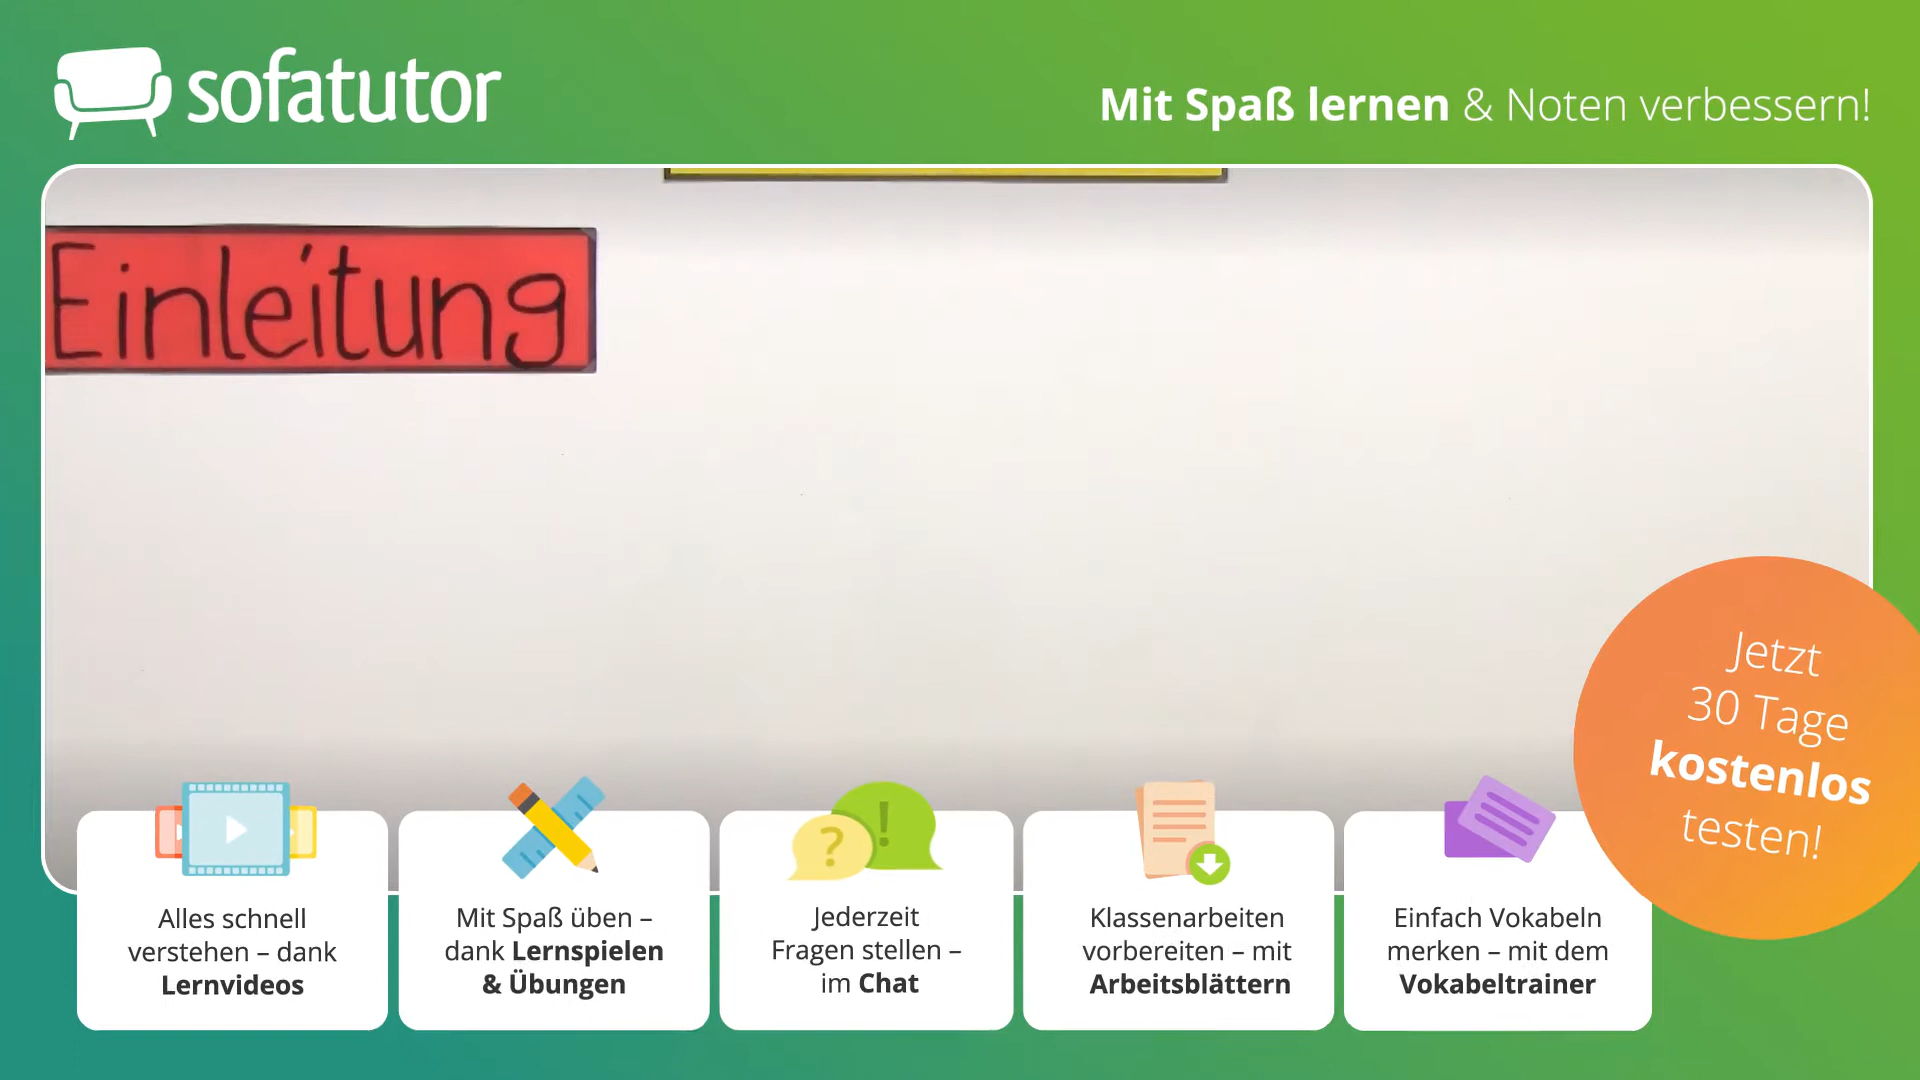 sofatutor
Mit Spaß lernen & Noten verbessern!
Einleitung
Jetzt
30 Tage
kostenlos
testen!
Alles schnell
verstehen – dank
Lernvideos
Mit Spaß üben –
dank Lernspielen
& Übungen
?
!
Jederzeit
Fragen stellen –
im Chat
Klassenarbeiten
vorbereiten – mit
Arbeitsblättern
Einfach Vokabeln
merken – mit dem
Vokabeltrainer